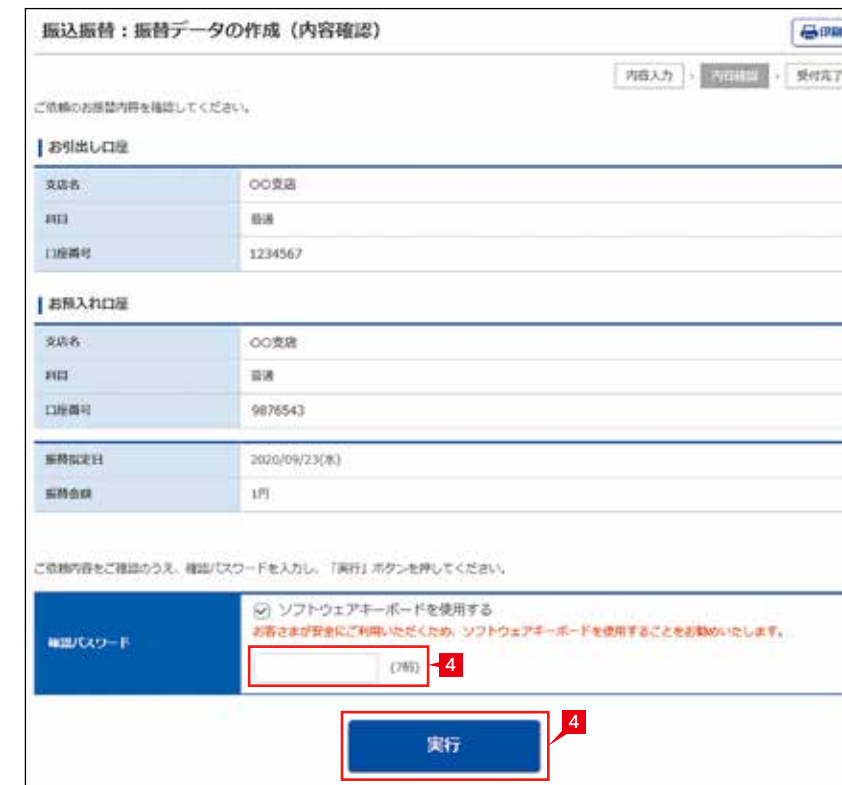 振込振替：振替データの作成（内容確認）
印刷
内容入力 内容確認 受付完了
ご依頼のお振替内容を確認してください。
お引出し口座
支店名 〇〇支店
科目 普通
口座番号 1234567
お預入れ口座
支店名 〇〇支店
科目 普通
口座番号 9876543
振替指定日 2020/09/23(水)
振替金額 1円
ご依頼内容をご確認のうえ、確認パスワードを入力し、「実行」ボタンを押してください。
ソフトウェアキーボードを使用する
お客さまが安全にご利用いただくため、ソフトウェアキーボードを使用することをお勧めいたします。
確認パスワード
(7桁) 4
4
実行